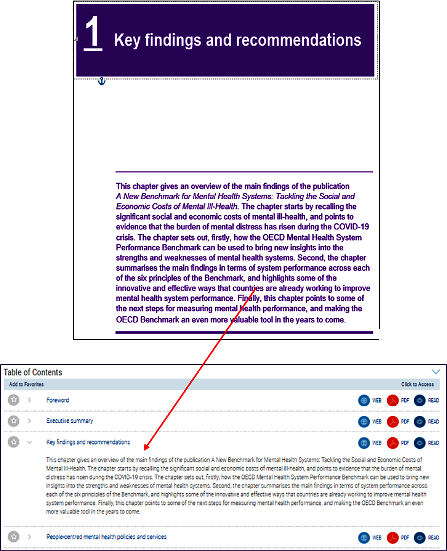 1 Key findings and recommendations
This chapter gives an overview of the main findings of the publication
A New Benchmark for Mental Health Systems: Tackling the Social and
Economic Costs of Mental Ill-Health. The chapter starts by recalling the
significant social and economic costs of mental ill-health, and points to
evidence that the burden of mental distress has risen during the COVID-19
crisis. The chapter sets out, firstly, how the OECD Mental Health System
Performance Benchmark can be used to bring new insights into the
strengths and weaknesses of mental health systems. Second, the chapter
summarises the main findings in terms of system performance across each
of the six principles of the Benchmark, and highlights some of the
innovative and effective ways that countries are already working to improve
mental health system performance. Finally, this chapter points to some of
the next steps for measuring mental health performance, and making the
OECD Benchmark an even more valuable tool in the years to come.
Table of Contents
Add to Favorites Click to Access
Foreword WEB PDF READ
Executive summary WEB PDF READ
Key findings and recommendations WEB PDF READ
This chapter gives an overview of the main findings of the publication A New Benchmark for Mental Health Systems: Tackling the Social and Economic Costs of
Mental Ill-Health. The chapter starts by recalling the significant social and economic costs of mental ill-health, and points to evidence that the burden of mental
distress has risen during the COVID-19 crisis. The chapter sets out, firstly, how the OECD Mental Health System Performance Benchmark can be used to bring new
insights into the strengths and weaknesses of mental health systems. Second, the chapter summarises the main findings in terms of system performance across
each of the six principles of the Benchmark, and highlights some of the innovative and effective ways that countries are already working to improve mental health
system performance. Finally, this chapter points to some of the next steps for measuring mental health performance, and making the OECD Benchmark an even
more valuable tool in the years to come.
People-centred mental health policies and services WEB PDF READ